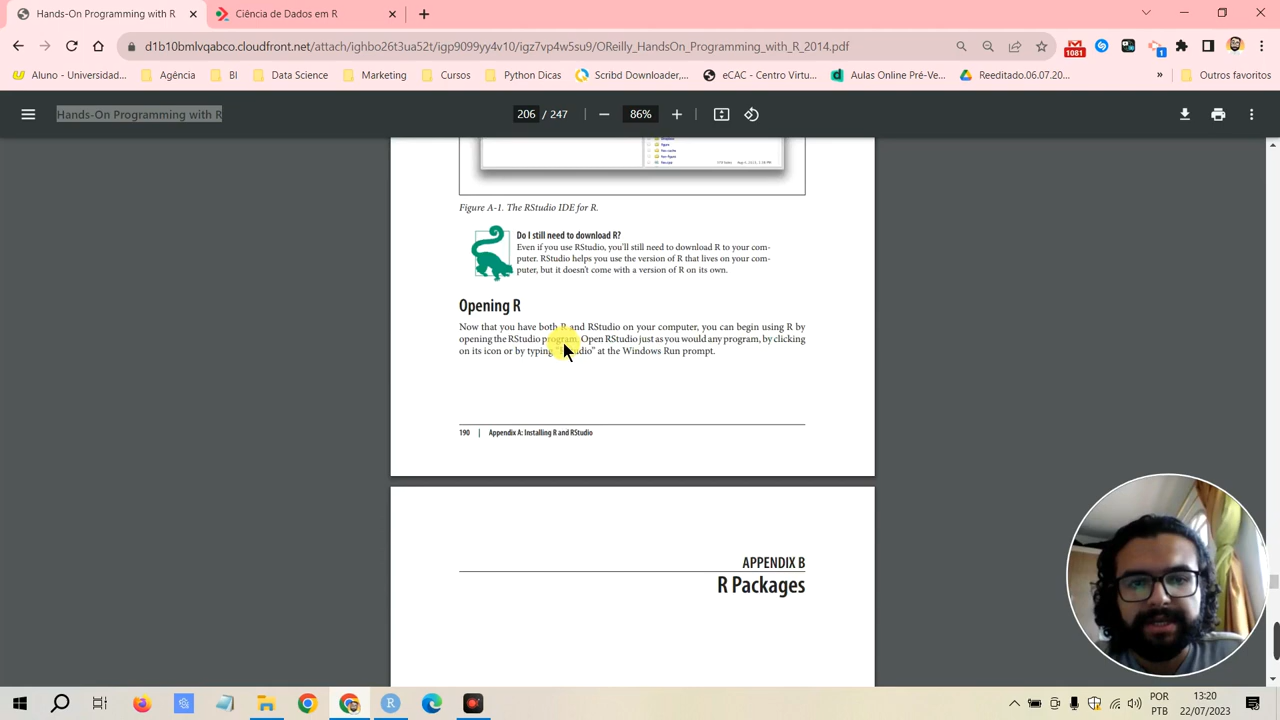 Hands-On Programming with R
Ciência de Dados em R
d1b10bmlvqabco.cloudfront.net/attach/ighbo26t3ua52t/igp9099yy4v10/igz7vp4w5su9/OReilly_HandsOn_Programming_with_R_2014.pdf
1081
1
Aluno - Universidad...
Agência
BI
Data Science
Marketing
Cursos
Python Dicas
Scribd Downloader,...
eCAC - Centro Virtu...
Aulas Online Pré-Ve...
Reeditado.06.07.20...
»
Outros favoritos
Hands-On Programming with R
206 / 247
86%
Figure A-1. The RStudio IDE for R.
Do I still need to download R?
Even if you use RStudio, you'll still need to download R to your com-
puter. RStudio helps you use the version of R that lives on your com-
puter, but it doesn't come with a version of R on its own.
Opening R
Now that you have both R and RStudio on your computer, you can begin using R by
opening the RStudio program. Open RStudio just as you would any program, by clicking
on its icon or by typing at the Windows Run prompt.
190 | Appendix A: Installing R and RStudio
APPENDIX B
R Packages
POR
PTB
13:20
22/07/2023